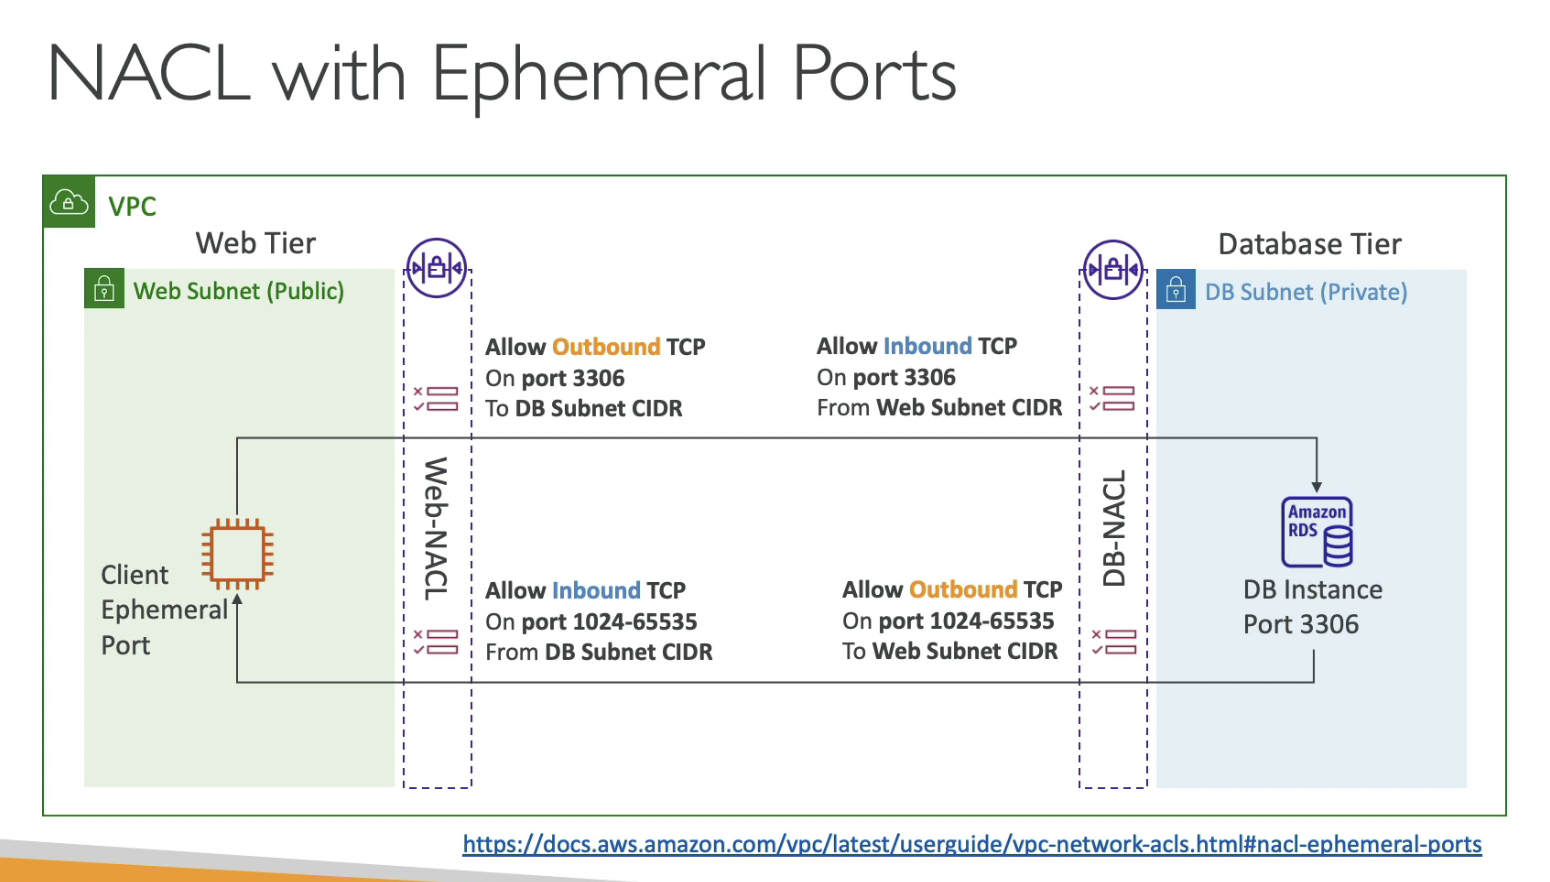 NACL with Ephemeral Ports
VPC
Web Tier
Database Tier
Web Subnet (Public)
DB Subnet (Private)
Allow Outbound TCP
On port 3306
To DB Subnet CIDR
Allow Inbound TCP
On port 3306
From Web Subnet CIDR
Web-NACL
DB-NACL
Amazon
RDS
Client
Ephemeral
Port
DB Instance
Port 3306
Allow Inbound TCP
On port 1024-65535
From DB Subnet CIDR
Allow Outbound TCP
On port 1024-65535
To Web Subnet CIDR
https://docs.aws.amazon.com/vpc/latest/userguide/vpc-network-acls.html#nacl-ephemeral-ports